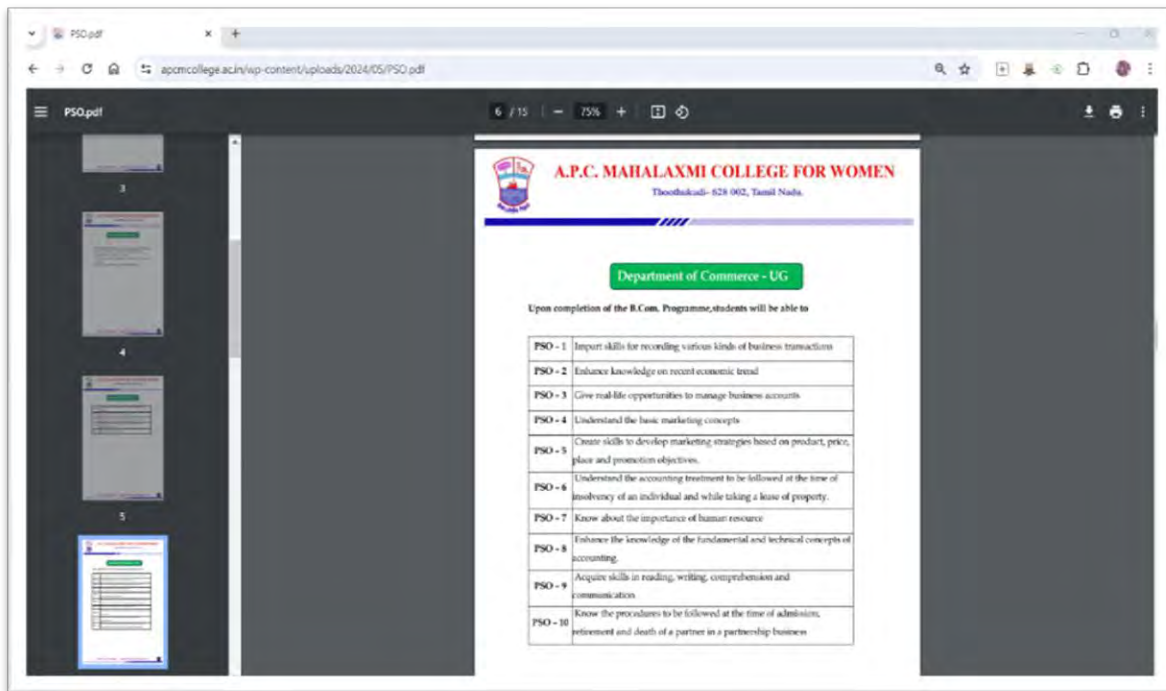 PSO.pdf
apcmcollege.ac.in/wp-content/uploads/2024/05/PSO.pdf
PSO.pdf
6 / 15
75%
3
4
5
A.P.C. MAHALAXMI COLLEGE FOR WOMEN
Thoothukudi- 628 002, Tamil Nadu.
Department of Commerce - UG
Upon completion of the B.Com. Programme,students will be able to
PSO - 1 Impart skills for recording various kinds of business transactions
PSO - 2 Enhance knowledge on recent economic trend
PSO - 3 Give real-life opportunities to manage business accounts
PSO - 4 Understand the basic marketing concepts
PSO - 5 Create skills to develop marketing strategies based on product, price,
place and promotion objectives.
PSO - 6 Understand the accounting treatment to be followed at the time of
insolvency of an individual and while taking a lease of property.
PSO - 7 Know about the importance of human resource
PSO - 8 Enhance the knowledge of the fundamental and technical concepts of
accounting.
PSO - 9 Acquire skills in reading, writing, comprehension and
communication
PSO - 10 Know the procedures to be followed at the time of admission,
retirement and death of a partner in a partnership business